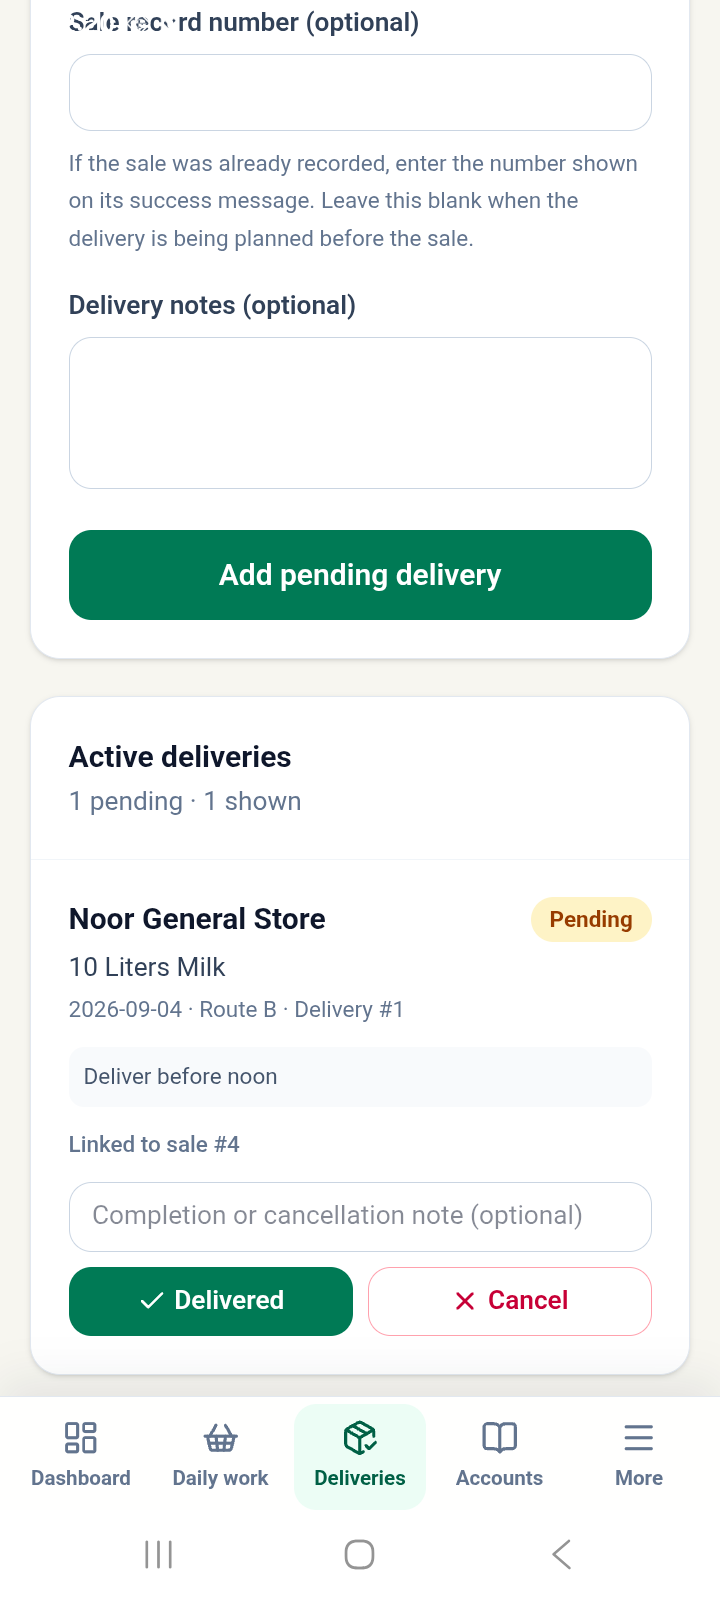 Sale record number (optional)
If the sale was already recorded, enter the number shown
on its success message. Leave this blank when the
delivery is being planned before the sale.
Delivery notes (optional)
Add pending delivery
Active deliveries
1 pending · 1 shown
Noor General Store
Pending
10 Liters Milk
2026-09-04 · Route B · Delivery #1
Deliver before noon
Linked to sale #4
Completion or cancellation note (optional)
Delivered
Cancel
Dashboard
Daily work
Deliveries
Accounts
More